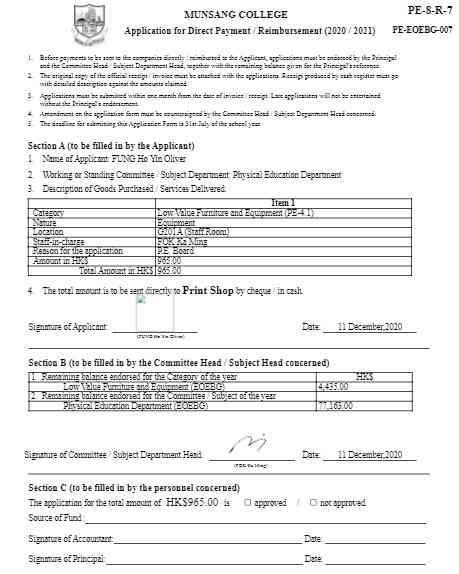 MUNSANG COLLEGE
PE-8-R-7
Application for Direct Payment / Reimbursement (2020 / 2021)
PE-EOEBG-007
1. Before payments to be sent to the companies directly / reimbursed to the Applicant, applications must be endorsed by the Principal
and the Committee Head / Subject Department Head, together with the remaining balance given for the Principal's reference.
2. The original copy of the official receipt / invoice must be attached with the applications. Receipt produced by cash register must go
with detailed description against the amounts claimed.
3. Applications must be submitted within one month from the date of invoice / receipt. Late applications will not be entertained
without the Principal's endorsement.
4. Amendment on the application form must be countersigned by the Committee Head / Subject Department Head concerned.
5. The deadline for submitting this Application Form is 31st July of the school year
Section A (to be filled in by the Applicant)
1. Name of Applicant: FUNG Ho Yin Oliver
2. Working or Standing Committee / Subject Department: Physical Education Department
3. Description of Goods Purchased / Services Delivered:
Item 1
Category Low Value Furniture and Equipment (PE-4.1)
Nature Equipment
Location G101A (Staff Room)
Staff-in-charge FOK Ka Ming
Reason for the application P.E. Board
Amount in HK$ 965.00
Total Amount in HK$ 965.00
4. The total amount is to be sent directly to Print Shop by cheque / in cash.
Signature of Applicant: Date: 11 December,2020
(FUNG Ho Yin Oliver)
Section B (to be filled in by the Committee Head / Subject Head concerned)
1. Remaining balance endorsed for the Category of the year HK$
Low Value Furniture and Equipment (EOEBG) 4,435.00
2. Remaining balance endorsed for the Committee / Subject of the year
Physical Education Department (EOEBG) 77,163.00
Signature of Committee / Subject Department Head: Date: 11 December,2020
(FOK Ka Ming)
Section C (to be filled in by the personnel concerned)
The application for the total amount of HK$965.00 is ☐ approved / ☐ not approved.
Source of Fund:
Signature of Accountant: Date:
Signature of Principal: Date: